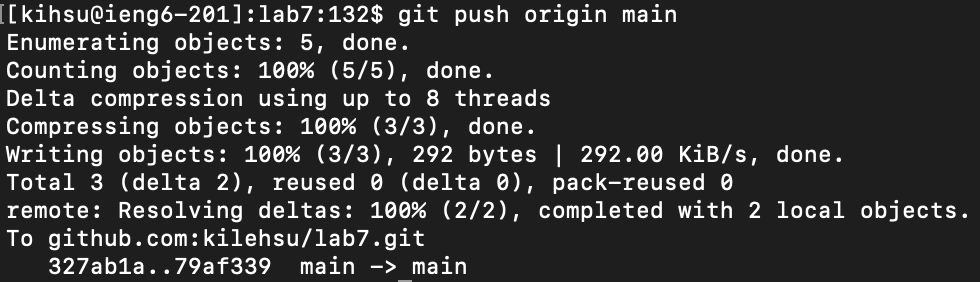 [[kihsu@ieng6-201]:lab7:132$ git push origin main
Enumerating objects: 5, done.
Counting objects: 100% (5/5), done.
Delta compression using up to 8 threads
Compressing objects: 100% (3/3), done.
Writing objects: 100% (3/3), 292 bytes | 292.00 KiB/s, done.
Total 3 (delta 2), reused 0 (delta 0), pack-reused 0
remote: Resolving deltas: 100% (2/2), completed with 2 local objects.
To github.com:kilehsu/lab7.git
   327ab1a..79af339  main -> main